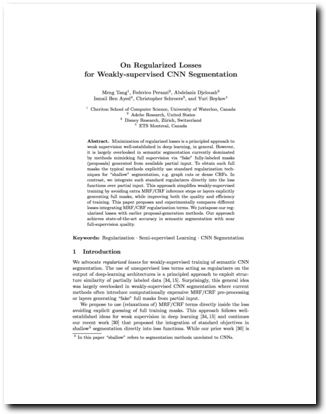 On Regularized Losses
for Weakly-supervised CNN Segmentation
Meng Tang¹, Federico Perazzi², Abdelaziz Djelouah³
Ismail Ben Ayed⁴, Christopher Schroers³, and Yuri Boykov¹
¹ Cheriton School of Computer Science, University of Waterloo, Canada
² Adobe Research, United States
³ Disney Research, Zürich, Switzerland
⁴ ETS Montreal, Canada
Abstract. Minimization of regularized losses is a principled approach to
weak supervision well-established in deep learning, in general. However,
it is largely overlooked in semantic segmentation currently dominated
by methods mimicking full supervision via "fake" fully-labeled masks
(proposals) generated from available partial input. To obtain such full
masks the typical methods explicitly use standard regularization tech-
niques for "shallow" segmentation, e.g. graph cuts or dense CRFs. In
contrast, we integrate such standard regularizers directly into the loss
functions over partial input. This approach simplifies weakly-supervised
training by avoiding extra MRF/CRF inference steps or layers explicitly
generating full masks, while improving both the quality and efficiency
of training. This paper proposes and experimentally compares different
losses integrating MRF/CRF regularization terms. We juxtapose our reg-
ularized losses with earlier proposal-generation methods. Our approach
achieves state-of-the-art accuracy in semantic segmentation with near
full-supervision quality.
Keywords: Regularization · Semi-supervised Learning · CNN Segmentation
1 Introduction
We advocate regularized losses for weakly-supervised training of semantic CNN
segmentation. The use of unsupervised loss terms acting as regularizers on the
output of deep-learning architectures is a principled approach to exploit struc-
ture similarity of partially labeled data [34, 15]. Surprisingly, this general idea
was largely overlooked in weakly-supervised CNN segmentation where current
methods often introduce computationally expensive MRF/CRF pre-processing
or layers generating "fake" full masks from partial input.
We propose to use (relaxations of) MRF/CRF terms directly inside the loss
avoiding explicit guessing of full training masks. This approach follows well-
established ideas for weak supervision in deep learning [34, 15] and continues
our recent work [30] that proposed the integration of standard objectives in
shallow⁵ segmentation directly into loss functions. While our prior work [30] is
⁵ In this paper "shallow" refers to segmentation methods unrelated to CNNs.